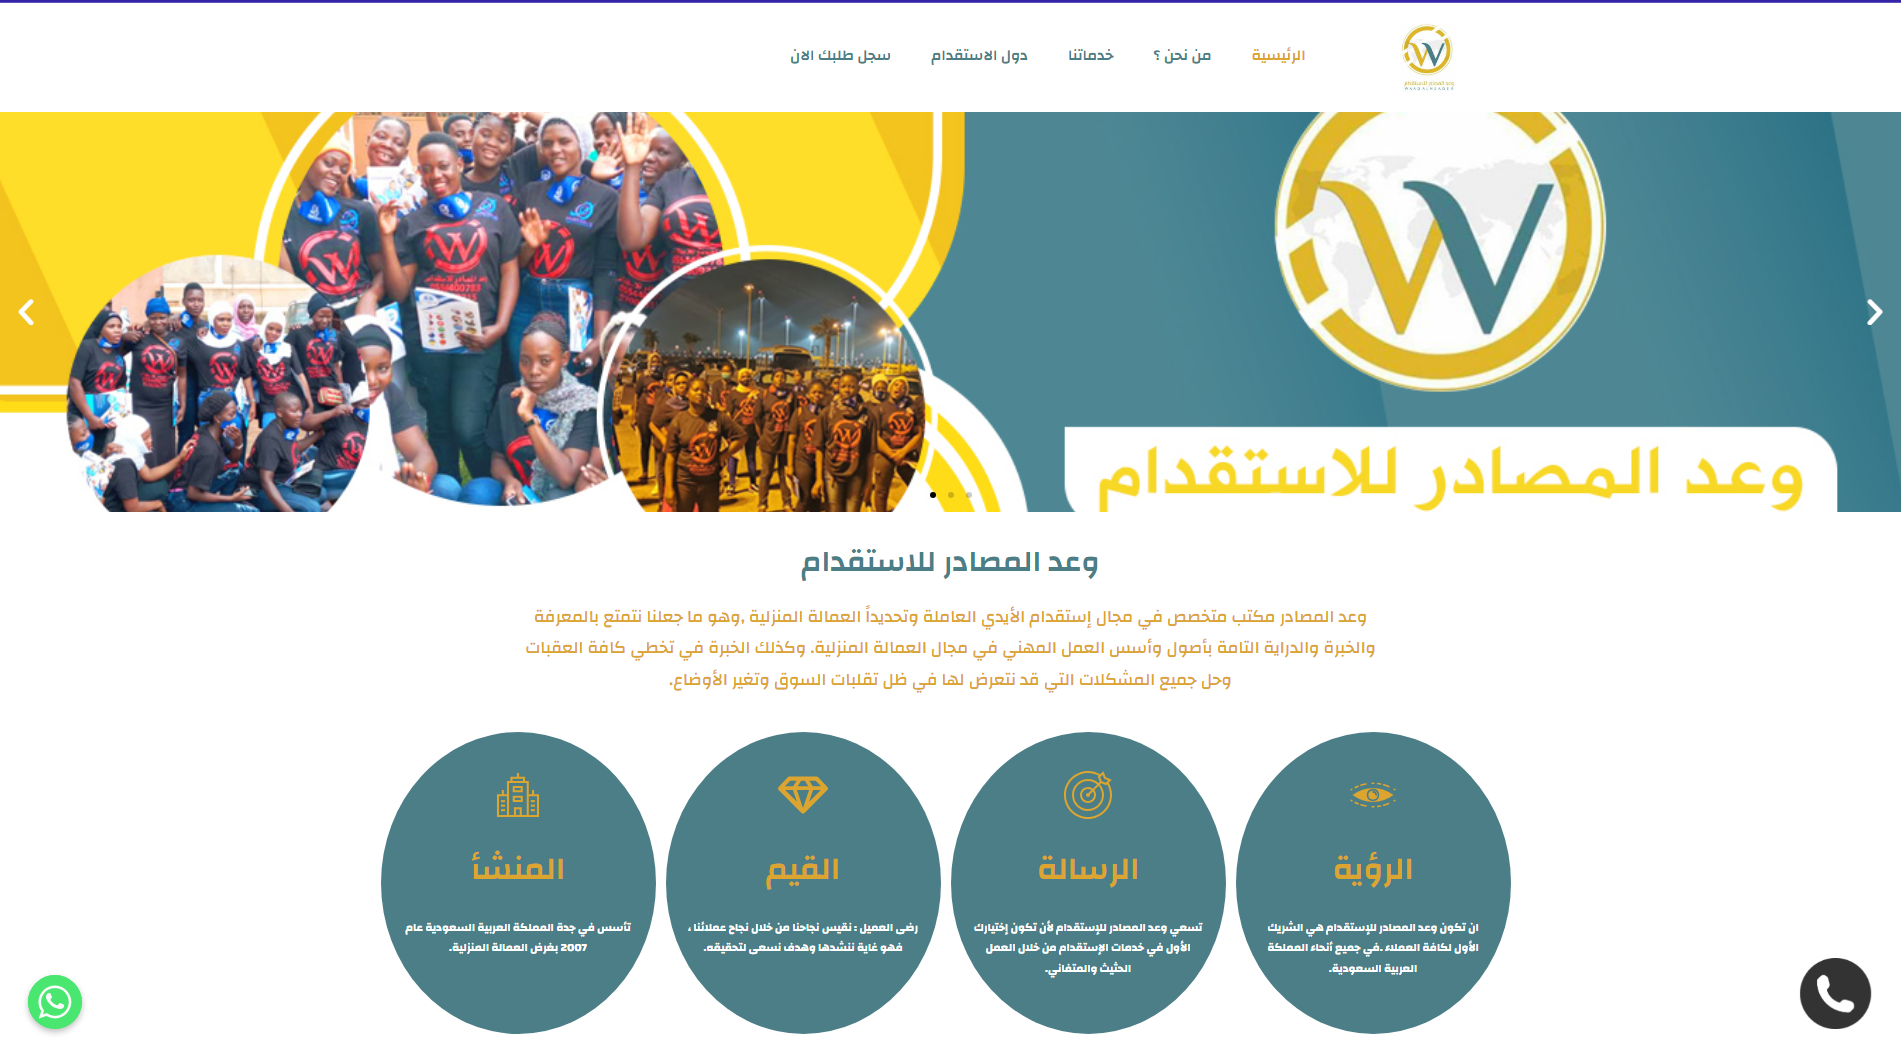 وعد المصادر للاستقدام
WAAD ALMSADER
الرئيسية
من نحن ؟
خدماتنا
دول الاستقدام
سجل طلبك الان
وعد المصادر للاستقدام
وعد المصادر للاستقدام
وعد المصادر مكتب متخصص في مجال إستقدام الأيدي العاملة وتحديداً العمالة المنزلية ,وهو ما جعلنا نتمتع بالمعرفة
والخبرة والدراية التامة بأصول وأسس العمل المهني في مجال العمالة المنزلية. وكذلك الخبرة في تخطي كافة العقبات
وحل جميع المشكلات التي قد نتعرض لها في ظل تقلبات السوق وتغير الأوضاع.
الرؤية
ان تكون وعد المصادر للإستقدام هي الشريك
الأول لكافة العملاء .في جميع أنحاء المملكة
العربية السعودية.
الرسالة
تسعي وعد المصادر للإستقدام لأن تكون إختيارك
الأول في خدمات الإستقدام من خلال العمل
الحثيث والمتفاني.
القيم
رضى العميل : نقيس نجاحنا من خلال نجاح عملائنا ،
فهو غاية ننشدها وهدف نسعى لتحقيقه.
المنشأ
تأسس في جدة المملكة العربية السعودية عام
2007 بغرض العمالة المنزلية.